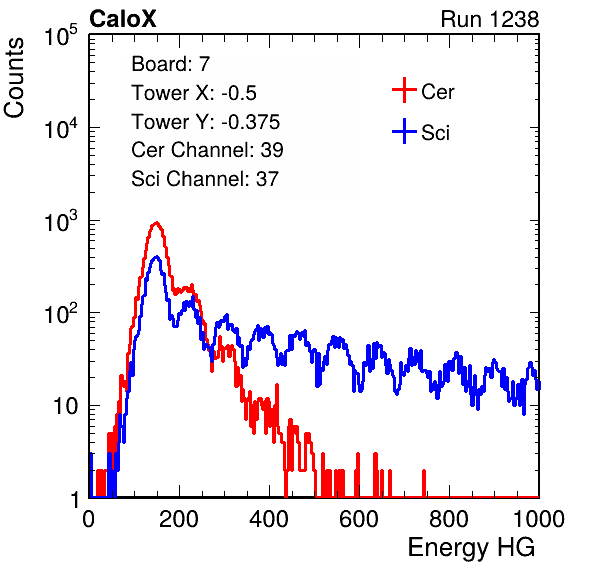 CaloX Run 1238
Counts
10^5
10^4
10^3
10^2
10
1
Board: 7
Tower X: -0.5
Tower Y: -0.375
Cer Channel: 39
Sci Channel: 37
Cer
Sci
0 200 400 600 800 1000
Energy HG